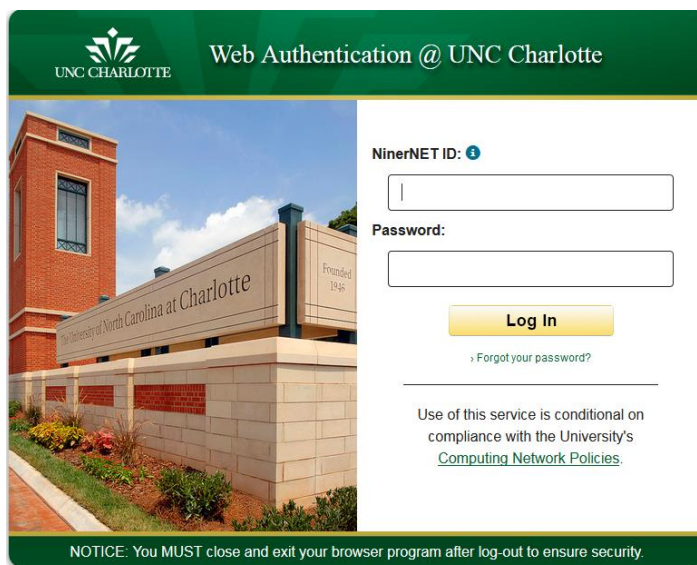 UNC CHARLOTTE
Web Authentication @ UNC Charlotte
The University of North Carolina at Charlotte
Founded
1946
NinerNET ID:
Password:
Log In
› Forgot your password?
Use of this service is conditional on
compliance with the University's
Computing Network Policies.
NOTICE: You MUST close and exit your browser program after log-out to ensure security.